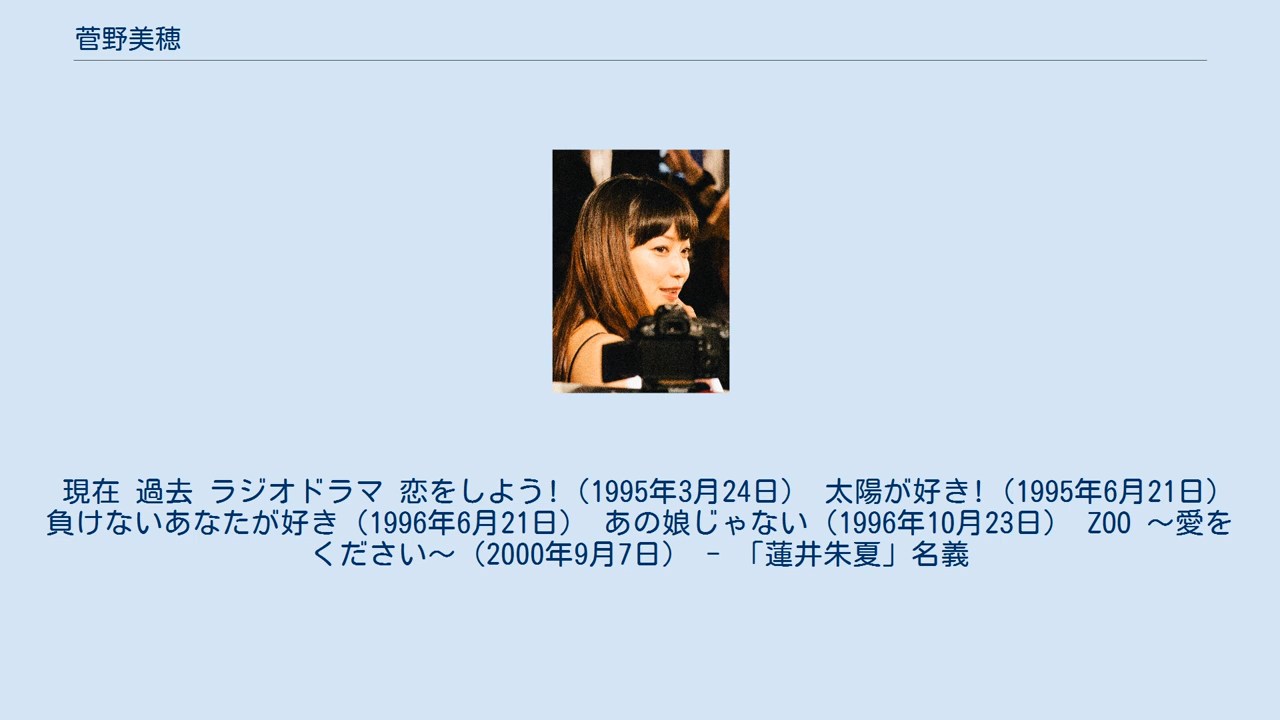 菅野美穂
現在 過去 ラジオドラマ 恋をしよう!（1995年3月24日） 太陽が好き!（1995年6月21日）
負けないあなたが好き（1996年6月21日） あの娘じゃない（1996年10月23日） ZOO 〜愛を
ください〜（2000年9月7日） - 「蓮井朱夏」名義